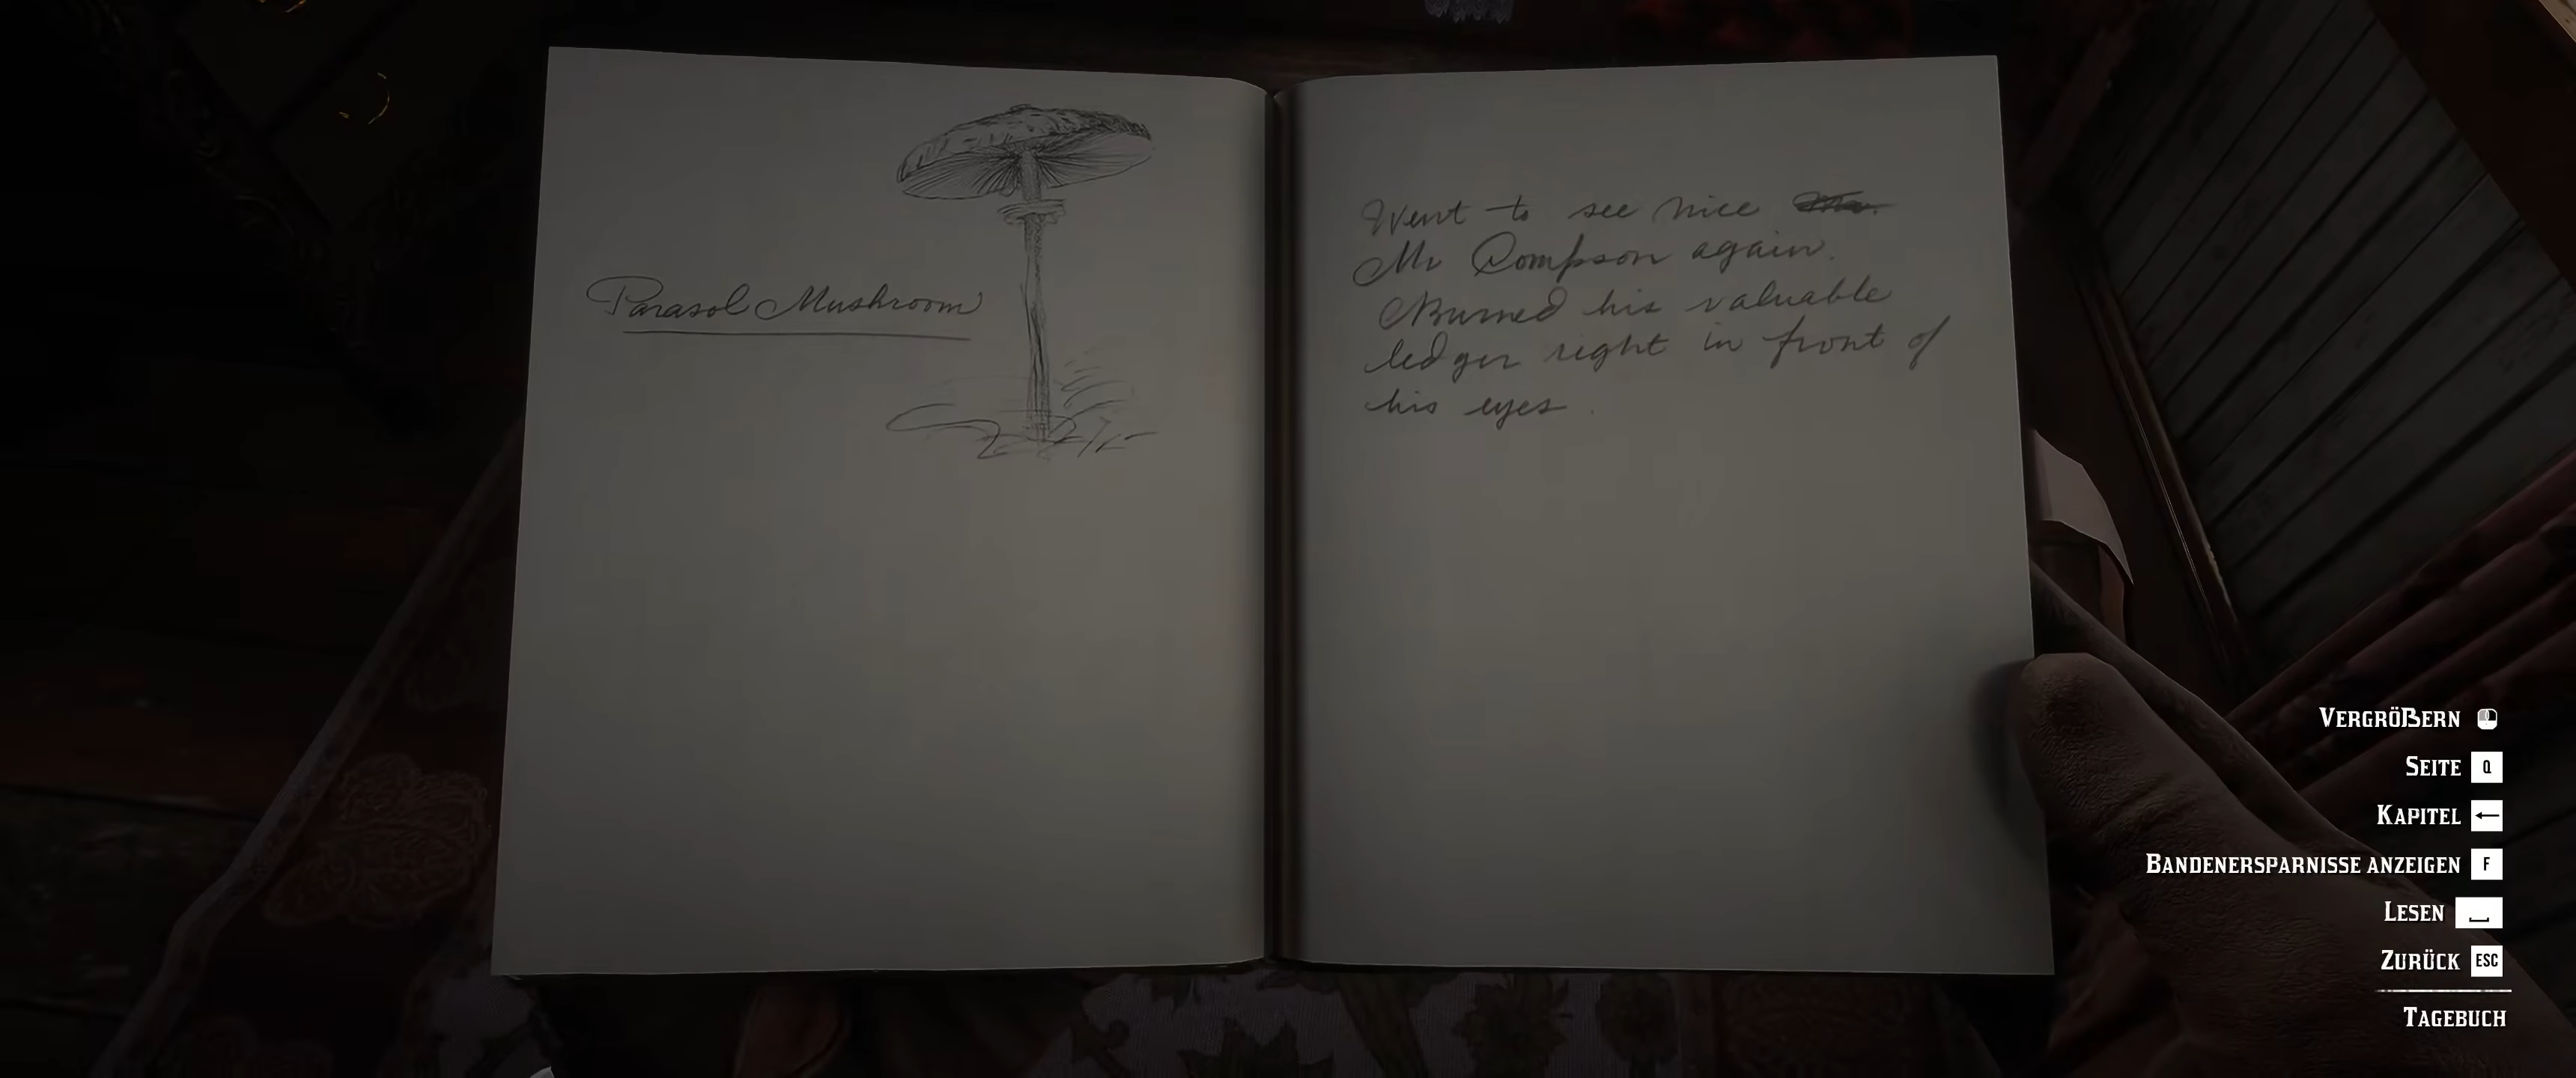 Parasol Mushroom
Went to see nice
Mr Compson again.
Burned his valuable
ledger right in front of
his eyes.
VERGRÖẞERN
SEITE Q
KAPITEL ←
BANDENERSPARNISSE ANZEIGEN F
LESEN
ZURÜCK ESC
TAGEBUCH